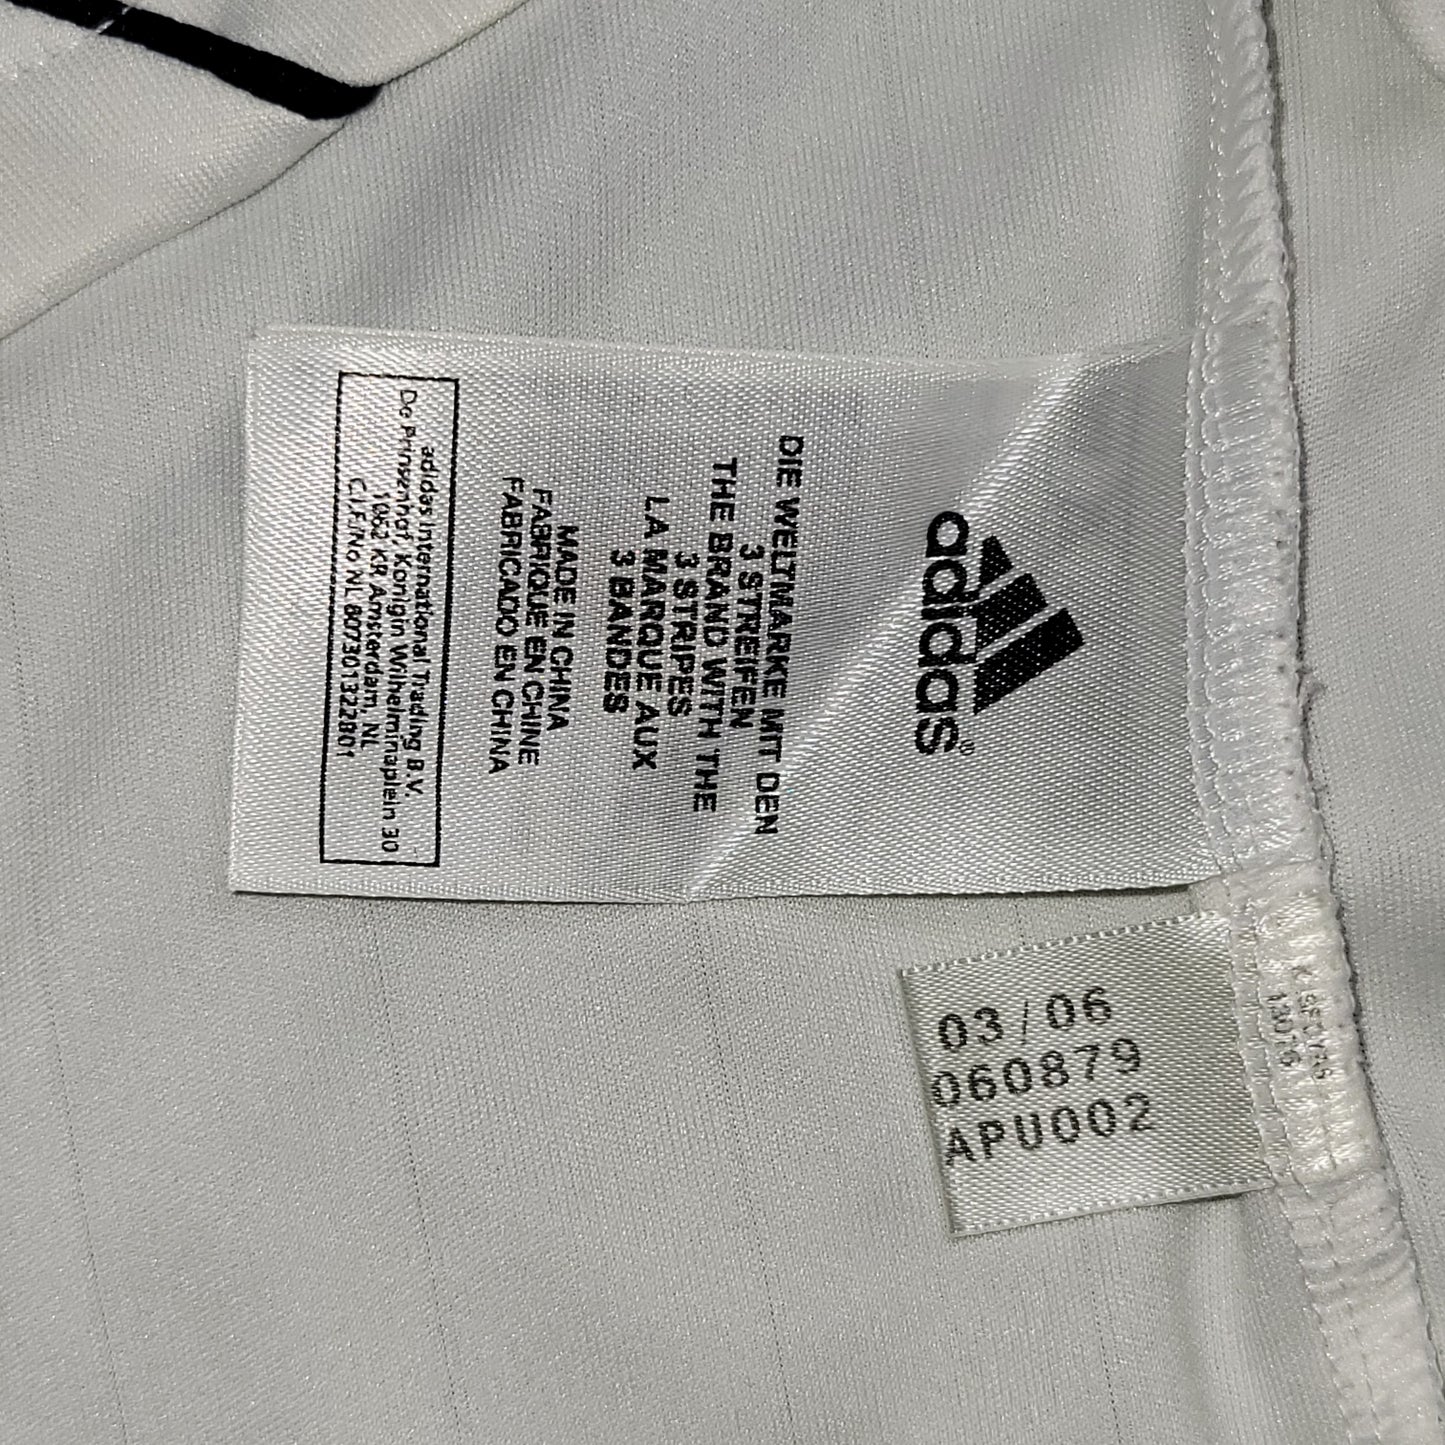 adidas®
DIE WELTMARKE MIT DEN
3 STREIFEN
THE BRAND WITH THE
3 STRIPES
LA MARQUE AUX
3 BANDES
MADE IN CHINA
FABRIQUE EN CHINE
FABRICADO EN CHINA
adidas International Trading B.V.
De Prinsenhof, Konigin Wilhelminaplein 30
1062 KR Amsterdam, NL
C.I.F./No.NL 807301322B01
03/06
060879
APU002